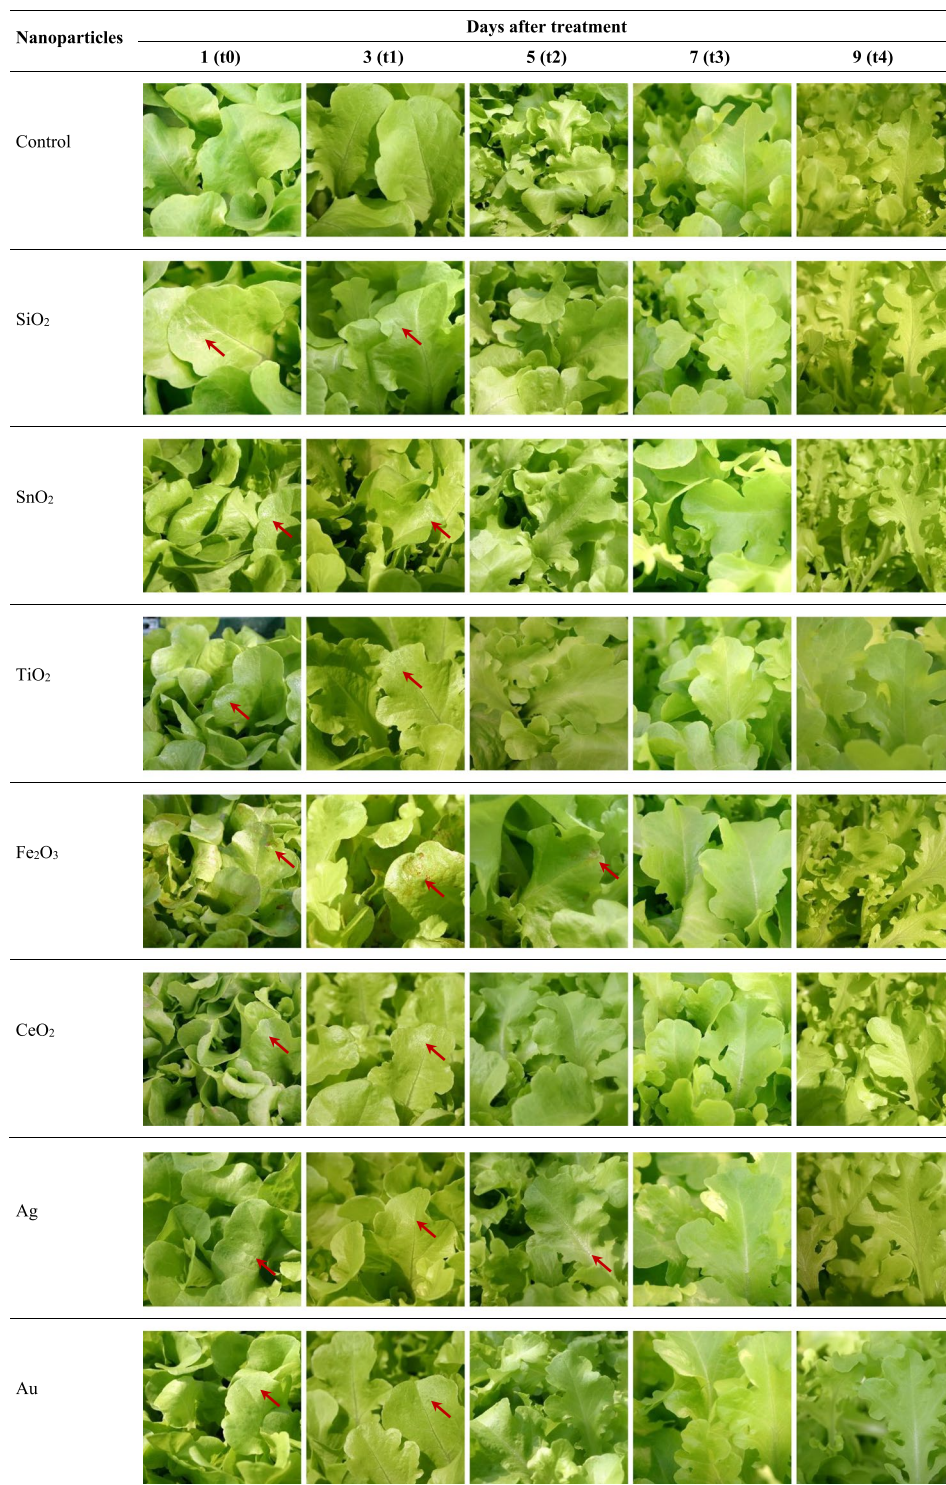 Days after treatment
Nanoparticles
1 (t0) 3 (t1) 5 (t2) 7 (t3) 9 (t4)
Control
SiO₂
SnO₂
TiO₂
Fe₂O₃
CeO₂
Ag
Au